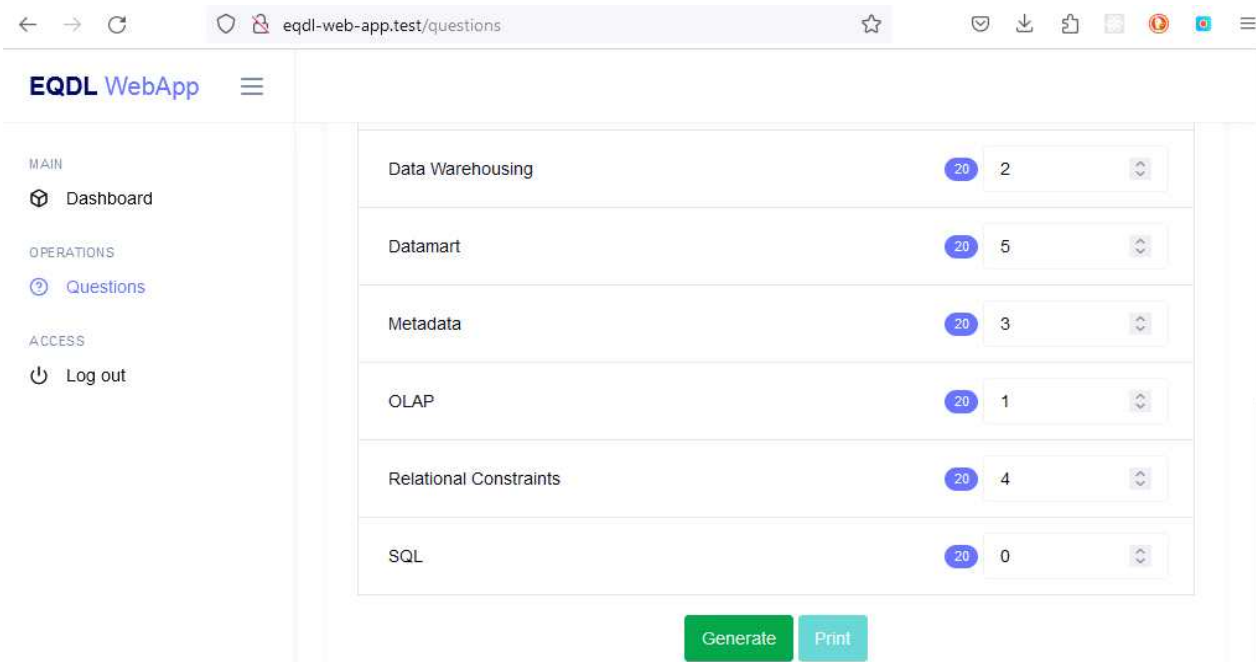 eqdl-web-app.test/questions
EQDL WebApp
MAIN
Dashboard
OPERATIONS
Questions
ACCESS
Log out
Data Warehousing 20 2
Datamart 20 5
Metadata 20 3
OLAP 20 1
Relational Constraints 20 4
SQL 20 0
Generate Print